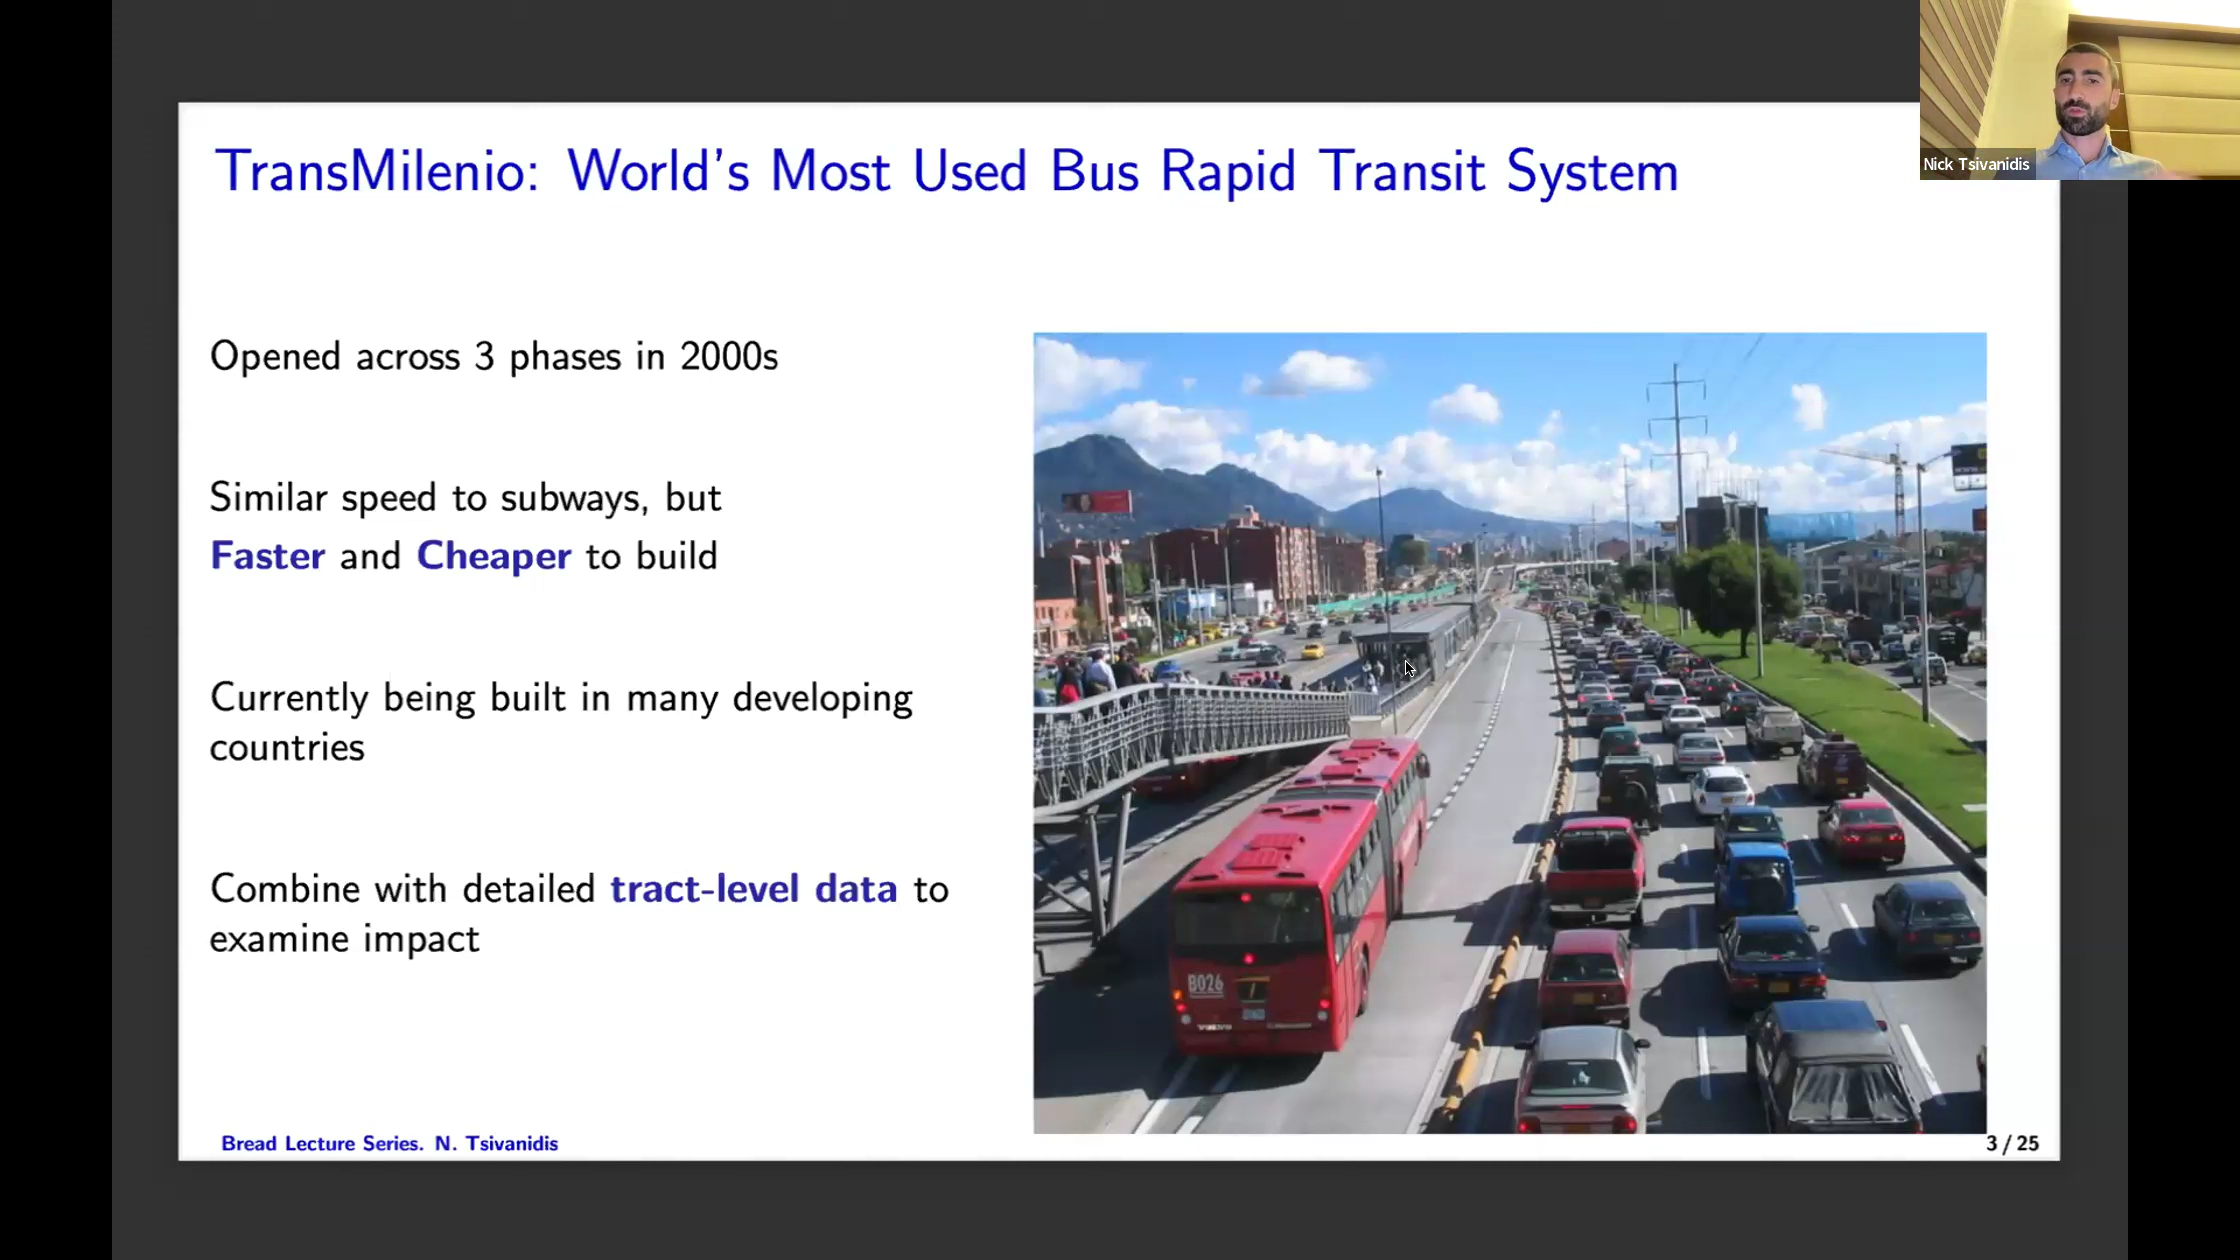 Nick Tsivanidis
TransMilenio: World's Most Used Bus Rapid Transit System
Opened across 3 phases in 2000s
Similar speed to subways, but
Faster and Cheaper to build
Currently being built in many developing
countries
Combine with detailed tract-level data to
examine impact
B026
VOLVO
Bread Lecture Series. N. Tsivanidis
3 / 25